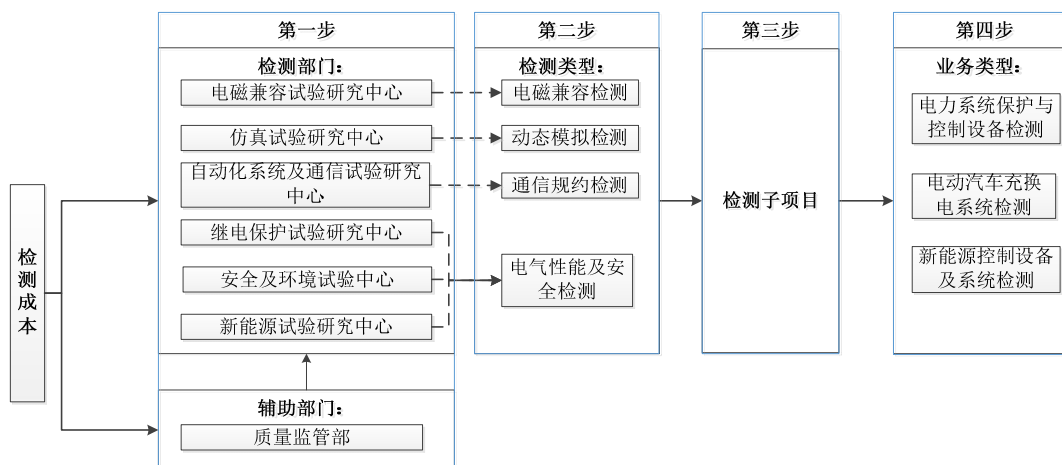 第一步
检测部门：
电磁兼容试验研究中心
仿真试验研究中心
自动化系统及通信试验研究
中心
继电保护试验研究中心
安全及环境试验中心
新能源试验研究中心
辅助部门：
质量监管部
检测成本
第二步
检测类型：
电磁兼容检测
动态模拟检测
通信规约检测
电气性能及安
全检测
第三步
检测子项目
第四步
业务类型：
电力系统保护与
控制设备检测
电动汽车充换
电系统检测
新能源控制设备
及系统检测